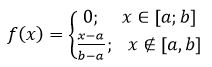 f(x) = { 0; x ∈ [a; b]
(x−a)/(b−a); x ∉ [a, b]